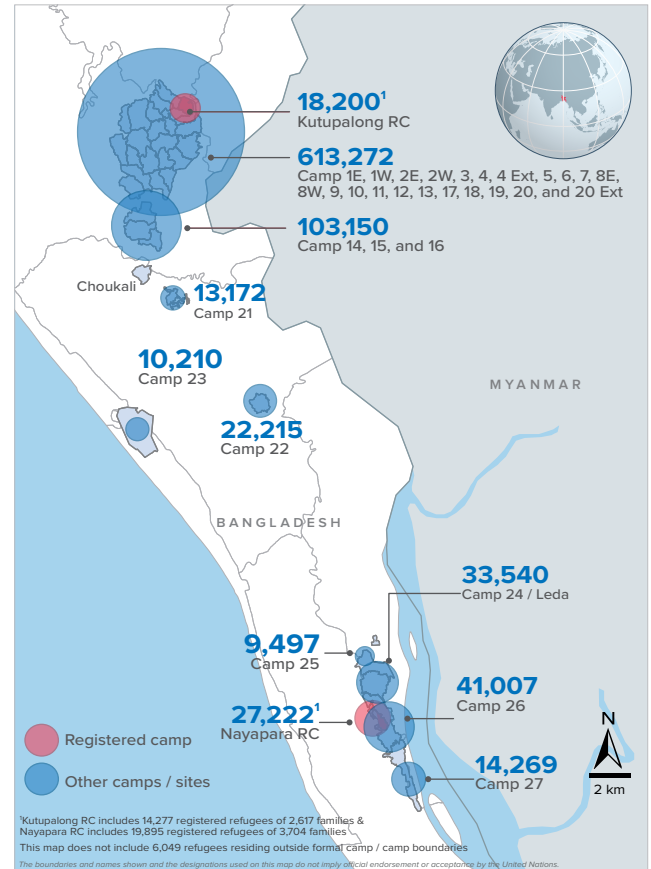 18,200¹
Kutupalong RC
613,272
Camp 1E, 1W, 2E, 2W, 3, 4, 4 Ext, 5, 6, 7, 8E,
8W, 9, 10, 11, 12, 13, 17, 18, 19, 20, and 20 Ext
103,150
Camp 14, 15, and 16
Choukali
13,172
Camp 21
10,210
Camp 23
MYANMAR
22,215
Camp 22
BANGLADESH
33,540
Camp 24 / Leda
9,497
Camp 25
41,007
Camp 26
27,222¹
Nayapara RC
N
Registered camp
14,269
Camp 27
Other camps / sites
2 km
¹Kutupalong RC includes 14,277 registered refugees of 2,617 families &
Nayapara RC includes 19,895 registered refugees of 3,704 families
This map does not include 6,049 refugees residing outside formal camp / camp boundaries
The boundaries and names shown and the designations used on this map do not imply official endorsement or acceptance by the United Nations.